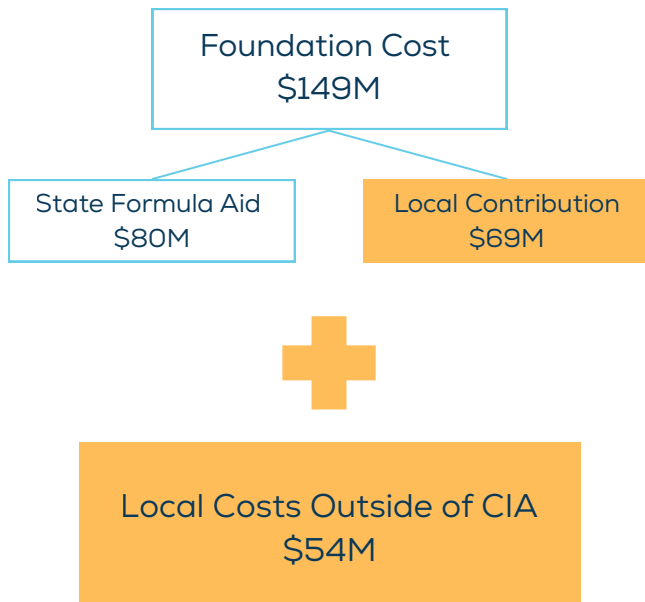 Foundation Cost
$149M
State Formula Aid
$80M
Local Contribution
$69M
Local Costs Outside of CIA
$54M